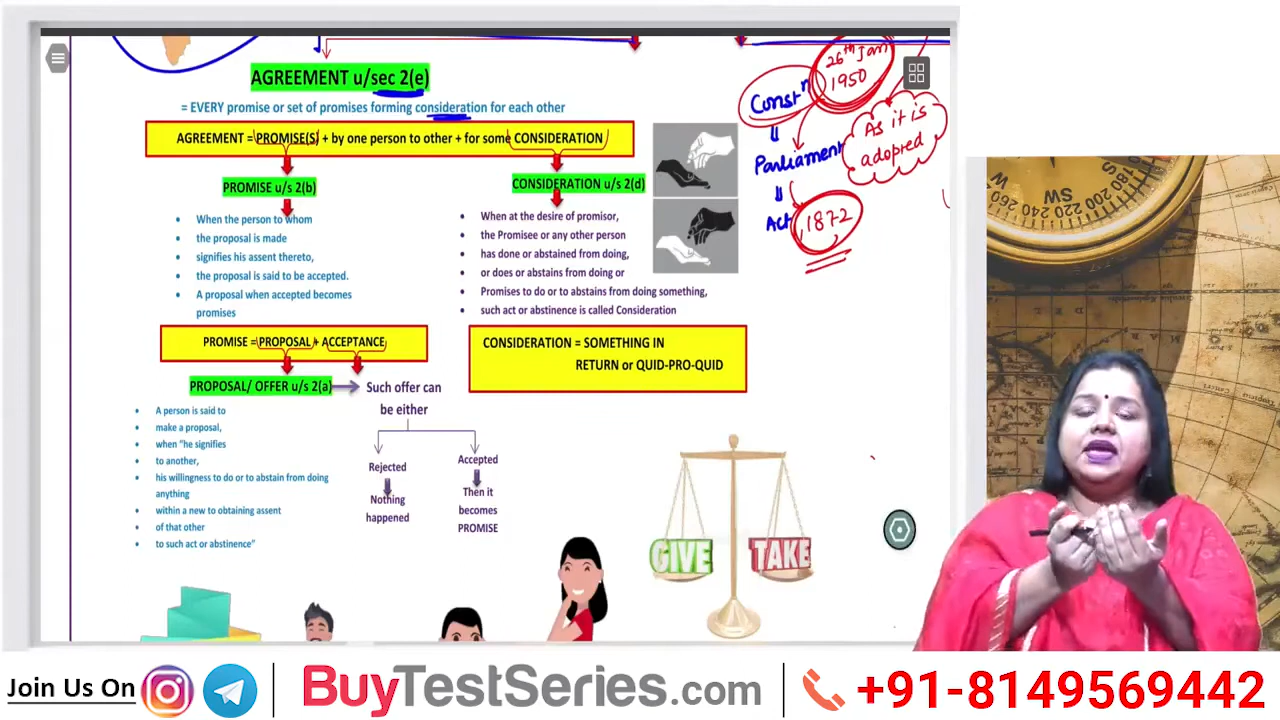 AGREEMENT u/sec 2(e)
= EVERY promise or set of promises forming consideration for each other
AGREEMENT = PROMISE(S) + by one person to other + for some CONSIDERATION
PROMISE u/s 2(b)
• When the person to whom
• the proposal is made
• signifies his assent thereto,
• the proposal is said to be accepted.
• A proposal when accepted becomes
promises
CONSIDERATION u/s 2(d)
• When at the desire of promisor,
• the Promisee or any other person
• has done or abstained from doing,
• or does or abstains from doing or
• Promises to do or to abstains from doing something,
• such act or abstinence is called Consideration
PROMISE = PROPOSAL + ACCEPTANCE
CONSIDERATION = SOMETHING IN
RETURN or QUID-PRO-QUID
PROPOSAL/ OFFER u/s 2(a)
• A person is said to
• make a proposal,
• when "he signifies
• to another,
• his willingness to do or to abstain from doing
anything
• within a new to obtaining assent
• of that other
• to such act or abstinence"
Such offer can
be either
Rejected
Nothing
happened
Accepted
Then it
becomes
PROMISE
GIVE TAKE
26th Jan
1950
Constn
Parliament
Act 1872
As it is
adopred
SW
180
200
220
240
Join Us On
BuyTestSeries.com
+91-8149569442